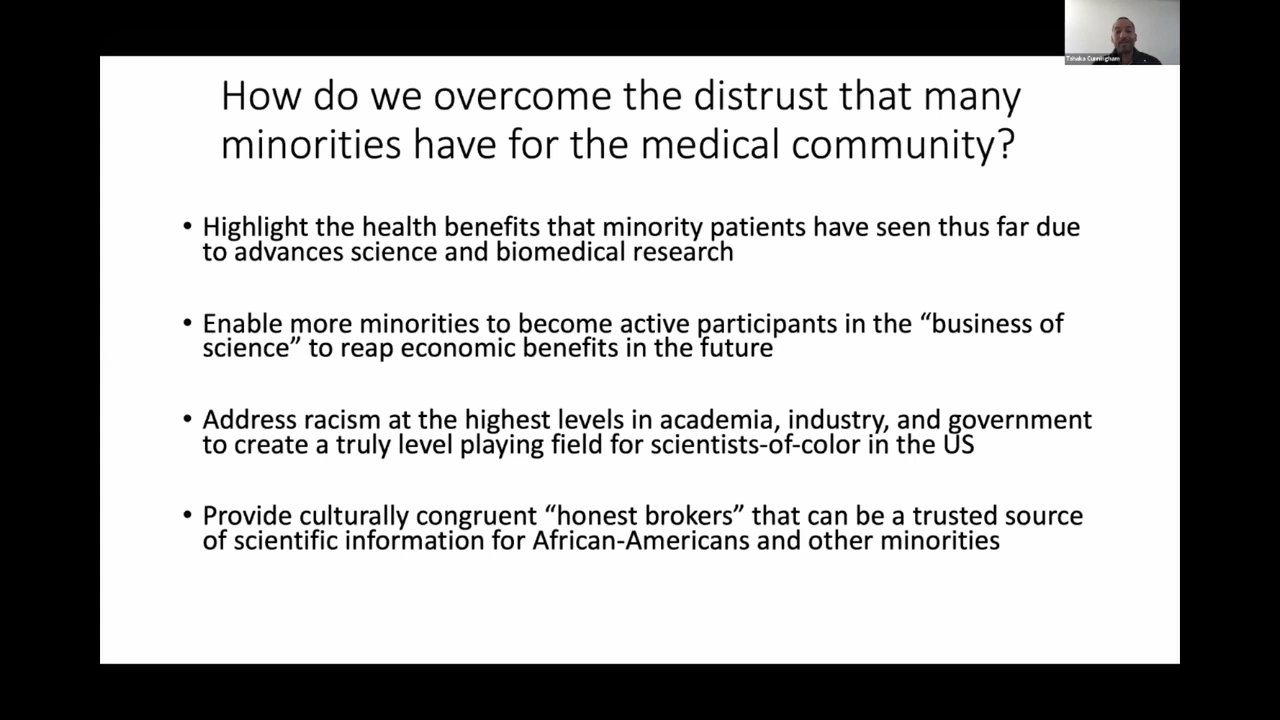 Tshaka Cunningham
How do we overcome the distrust that many
minorities have for the medical community?
• Highlight the health benefits that minority patients have seen thus far due
to advances science and biomedical research
• Enable more minorities to become active participants in the “business of
science” to reap economic benefits in the future
• Address racism at the highest levels in academia, industry, and government
to create a truly level playing field for scientists-of-color in the US
• Provide culturally congruent “honest brokers” that can be a trusted source
of scientific information for African-Americans and other minorities